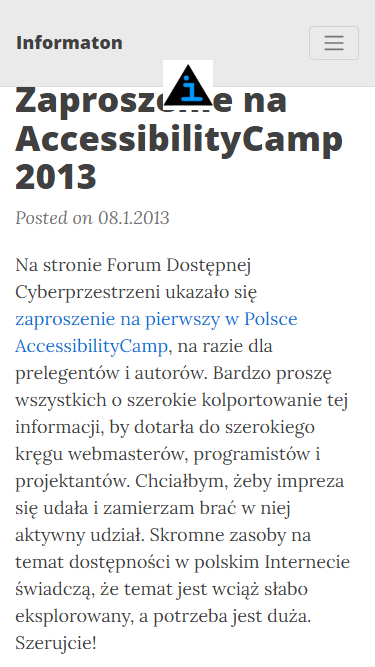 Informaton
Zaproszenie na
AccessibilityCamp
2013
Posted on 08.1.2013
Na stronie Forum Dostępnej
Cyberprzestrzeni ukazało się
zaproszenie na pierwszy w Polsce
AccessibilityCamp, na razie dla
prelegentów i autorów. Bardzo proszę
wszystkich o szerokie kolportowanie tej
informacji, by dotarła do szerokiego
kręgu webmasterów, programistów i
projektantów. Chciałbym, żeby impreza
się udała i zamierzam brać w niej
aktywny udział. Skromne zasoby na
temat dostępności w polskim Internecie
świadczą, że temat jest wciąż słabo
eksplorowany, a potrzeba jest duża.
Szerujcie!